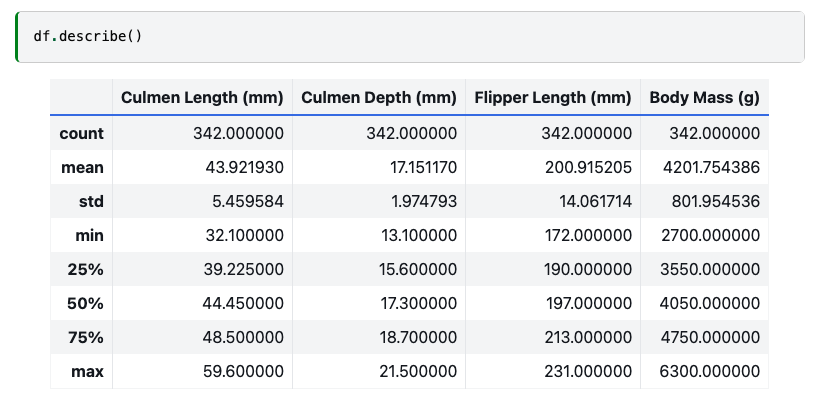 df.describe()
Culmen Length (mm) Culmen Depth (mm) Flipper Length (mm) Body Mass (g)
count 342.000000 342.000000 342.000000 342.000000
mean 43.921930 17.151170 200.915205 4201.754386
std 5.459584 1.974793 14.061714 801.954536
min 32.100000 13.100000 172.000000 2700.000000
25% 39.225000 15.600000 190.000000 3550.000000
50% 44.450000 17.300000 197.000000 4050.000000
75% 48.500000 18.700000 213.000000 4750.000000
max 59.600000 21.500000 231.000000 6300.000000